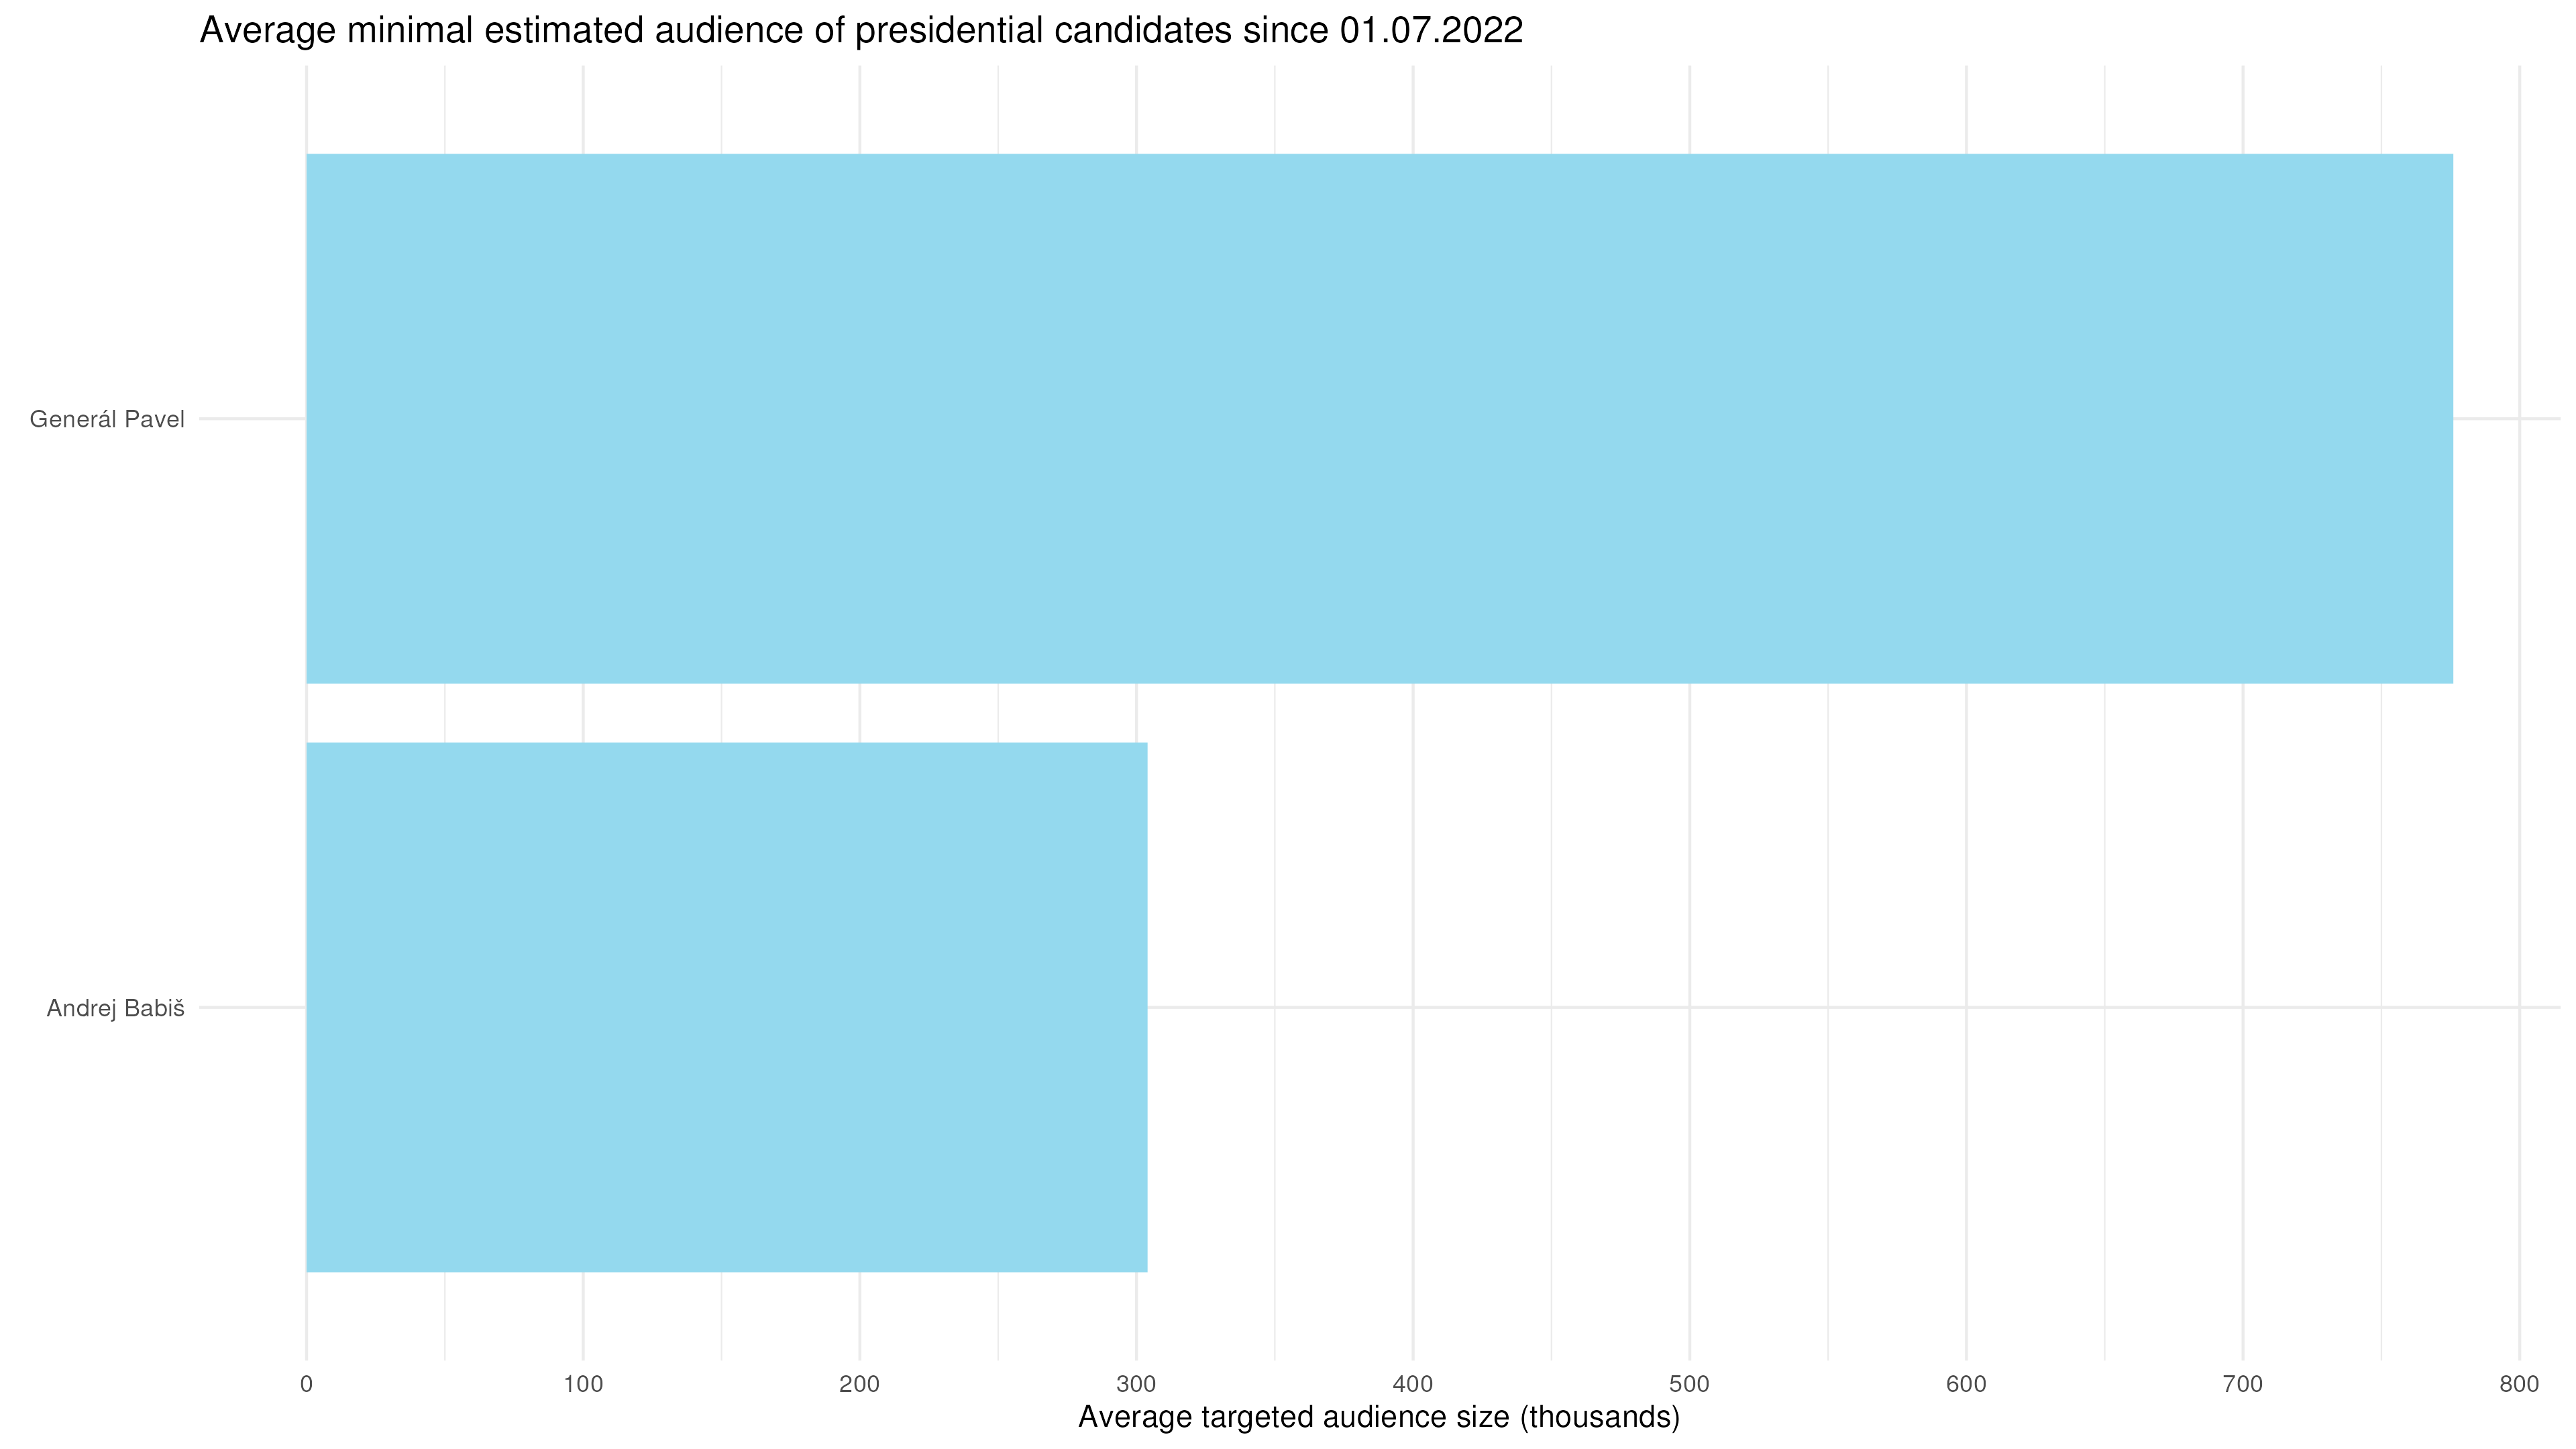 Average minimal estimated audience of presidential candidates since 01.07.2022
Generál Pavel
Andrej Babiš
0 100 200 300 400 500 600 700 800
Average targeted audience size (thousands)